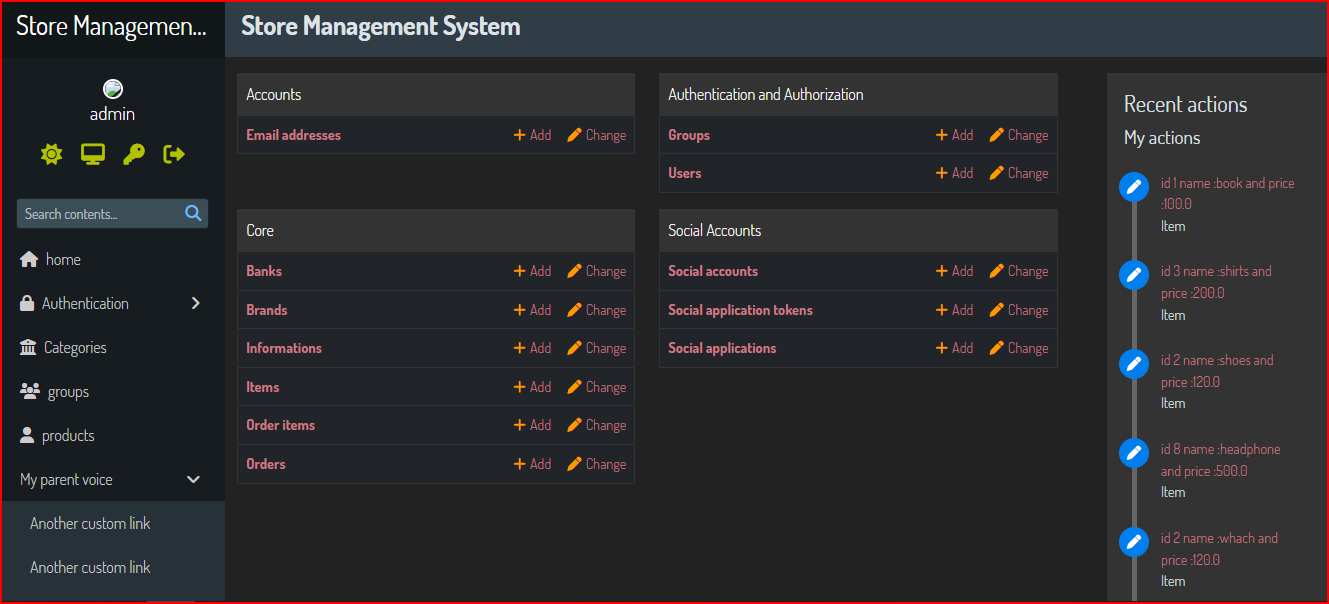 Store Managemen...
Store Management System
admin
Search contents...
home
Authentication
Categories
groups
products
My parent voice
Another custom link
Another custom link
Accounts
Email addresses Add Change
Authentication and Authorization
Groups Add Change
Users Add Change
Core
Banks Add Change
Brands Add Change
Informations Add Change
Items Add Change
Order items Add Change
Orders Add Change
Social Accounts
Social accounts Add Change
Social application tokens Add Change
Social applications Add Change
Recent actions
My actions
id 1 name :book and price
:100.0
Item
id 3 name :shirts and
price :200.0
Item
id 2 name :shoes and
price :120.0
Item
id 8 name :headphone
and price :500.0
Item
id 2 name :whach and
price :120.0
Item